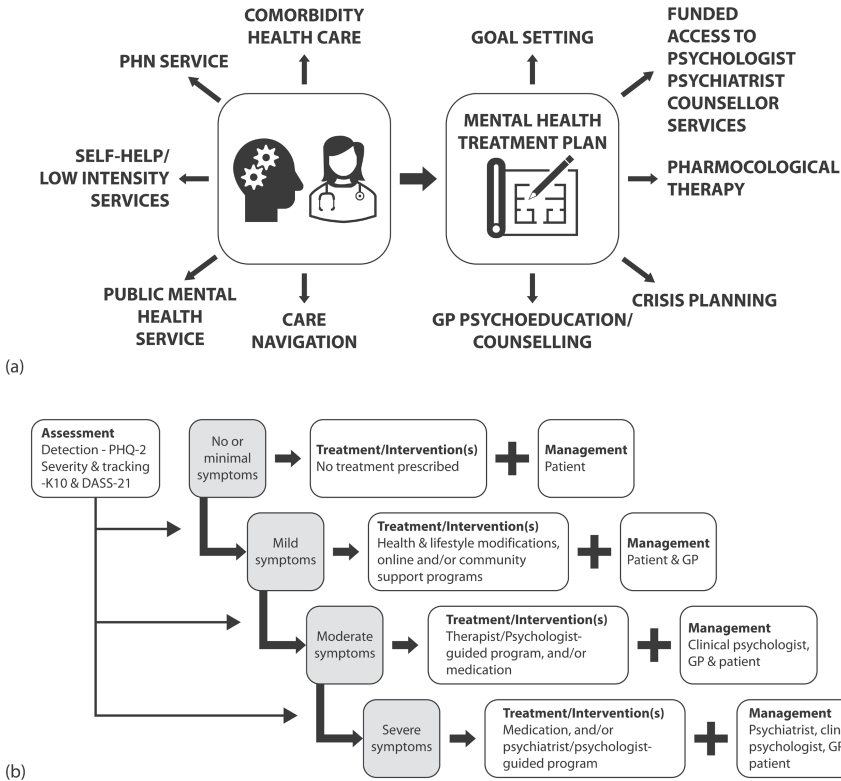 COMORBIDITY
HEALTH CARE
PHN SERVICE
SELF-HELP/
LOW INTENSITY
SERVICES
PUBLIC MENTAL
HEALTH
SERVICE
CARE
NAVIGATION
GOAL SETTING
FUNDED
ACCESS TO
PSYCHOLOGIST
PSYCHIATRIST
COUNSELLOR
SERVICES
MENTAL HEALTH
TREATMENT PLAN
PHARMOCOLOGICAL
THERAPY
CRISIS PLANNING
GP PSYCHOEDUCATION/
COUNSELLING
(a)
Assessment
Detection - PHQ-2
Severity & tracking
-K10 & DASS-21
No or
minimal
symptoms
Treatment/Intervention(s)
No treatment prescribed
Management
Patient
Mild
symptoms
Treatment/Intervention(s)
Health & lifestyle modifications,
online and/or community
support programs
Management
Patient & GP
Moderate
symptoms
Treatment/Intervention(s)
Therapist/Psychologist-
guided program, and/or
medication
Management
Clinical psychologist,
GP & patient
Severe
symptoms
Treatment/Intervention(s)
Medication, and/or
psychiatrist/psychologist-
guided program
Management
Psychiatrist,
psychologist,
patient
(b)